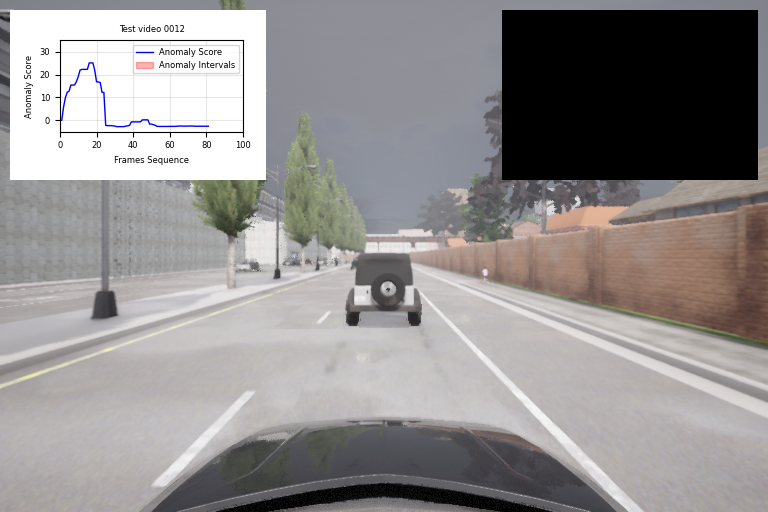 Test video 0012
Anomaly Score
Anomaly Intervals
Anomaly Score
30
20
10
0
0 20 40 60 80 100
Frames Sequence